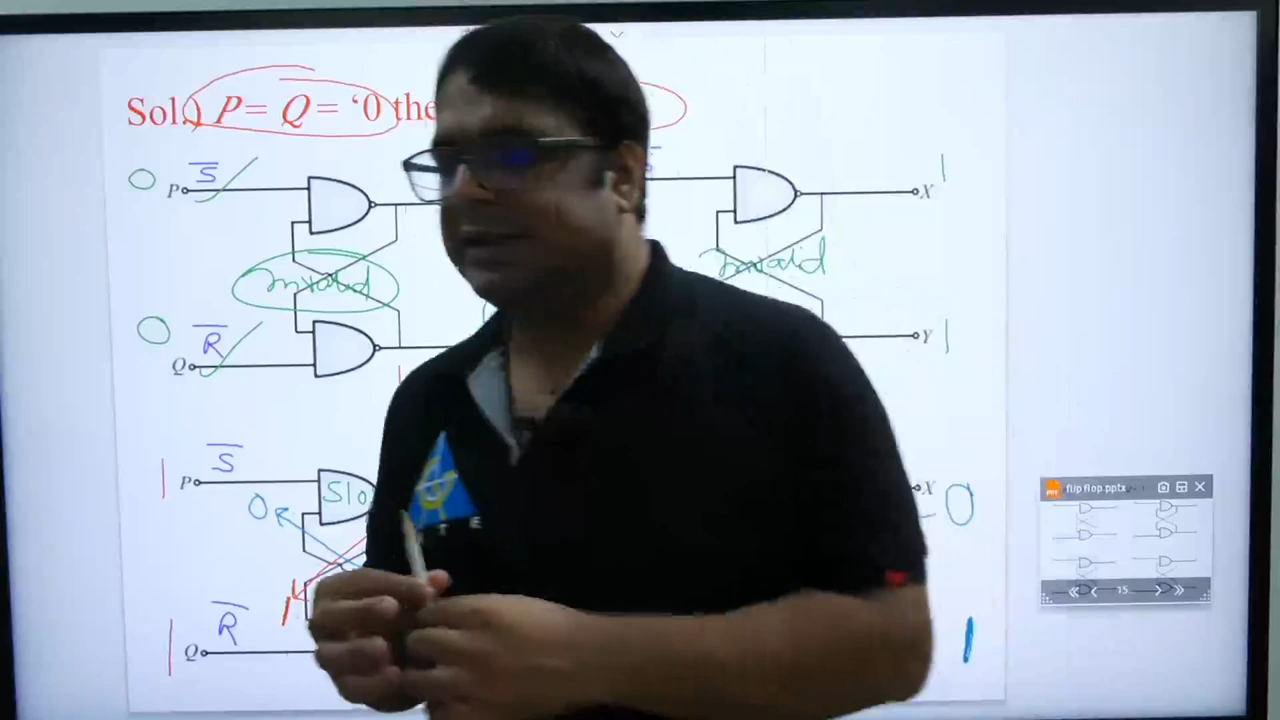 Sol.) P = Q = ‘0 the
0 P S̅ X 1
Invalid Invalid
0 R̅ Q Y 1
1 P S̅ S10 X 0
0
1
1 Q R̅ 1
flip flop.pptx
15
T E